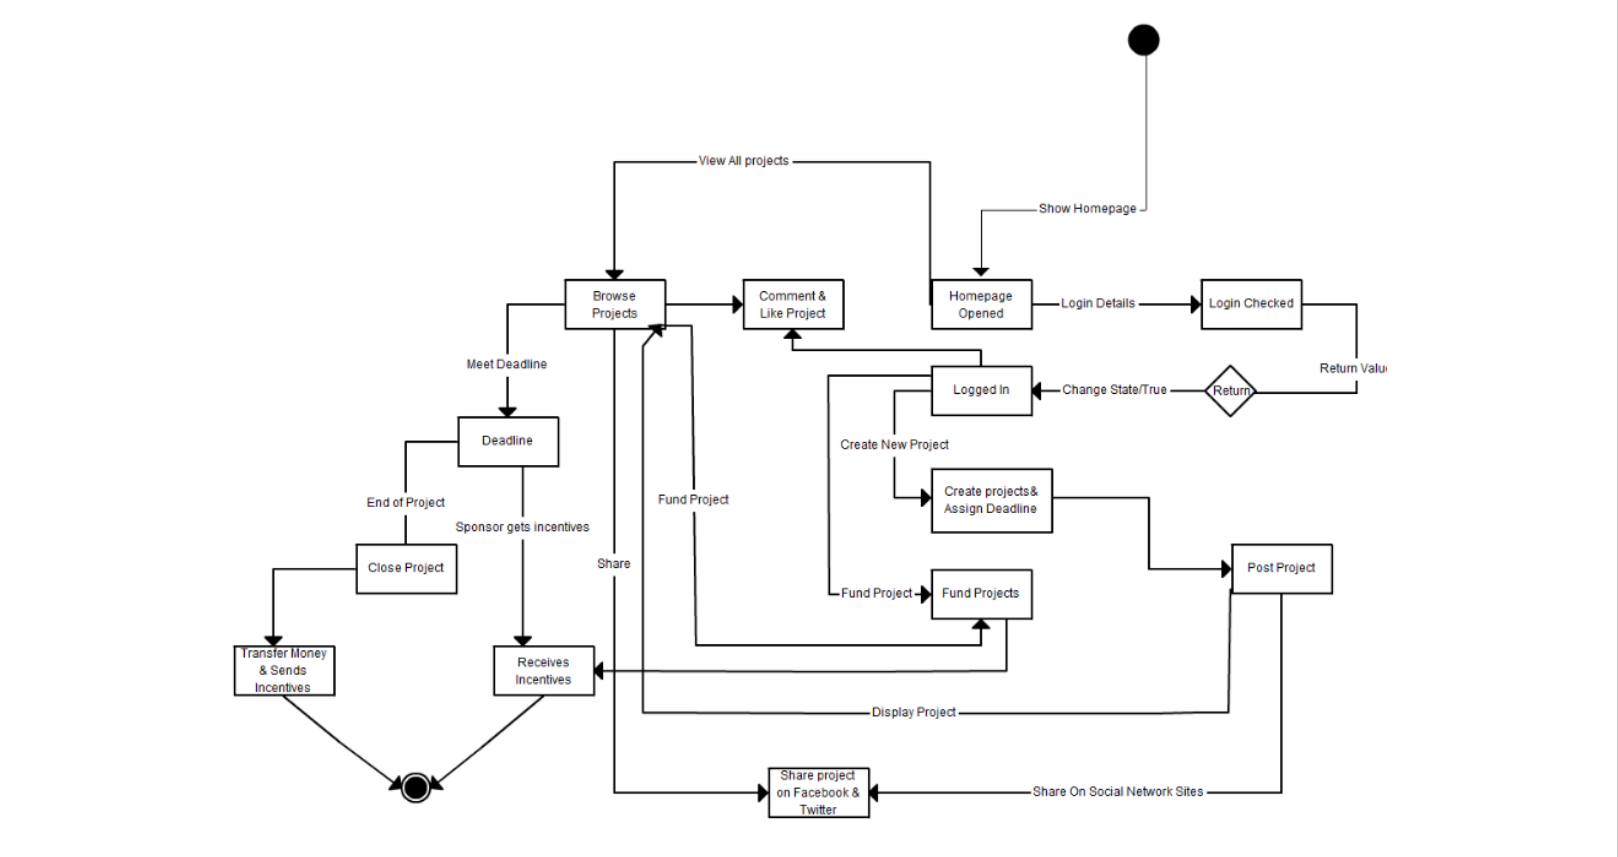 View All projects
Show Homepage
Browse
Projects
Comment &
Like Project
Homepage
Opened
Login Details
Login Checked
Meet Deadline
Return Valu
Logged In
Change State/True
Return
Deadline
Create New Project
End of Project
Sponsor gets incentives
Fund Project
Create projects&
Assign Deadline
Share
Close Project
Post Project
Fund Project
Fund Projects
Transfer Money
& Sends
Incentives
Receives
Incentives
Display Project
Share project
on Facebook &
Twitter
Share On Social Network Sites